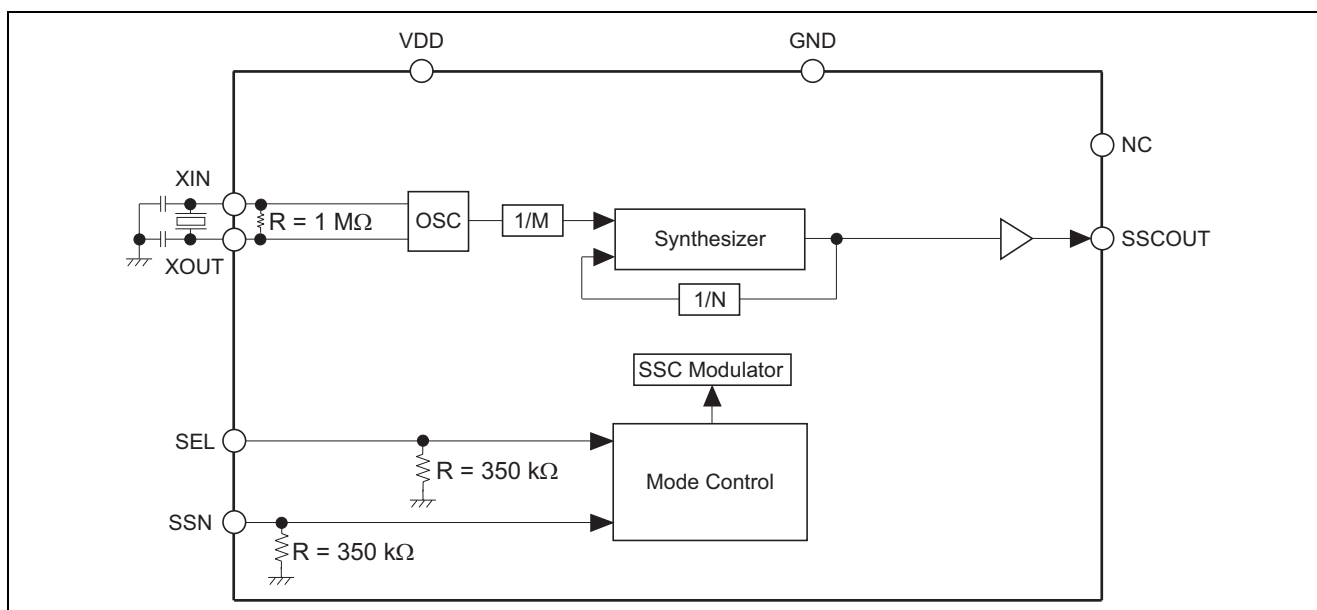 VDD
GND
NC
XIN
R = 1 MΩ
OSC
1/M
Synthesizer
SSCOUT
XOUT
1/N
SSC Modulator
SEL
R = 350 kΩ
Mode Control
SSN
R = 350 kΩ